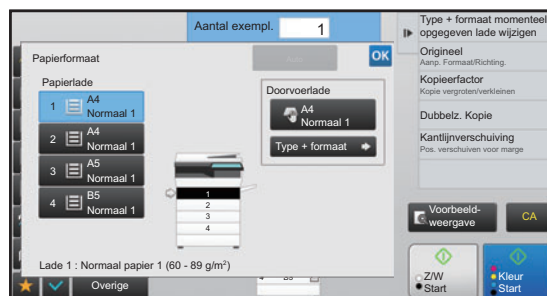 Aantal exempl. 1
Papierformaat
Auto
OK
Papierlade
1 A4
Normaal 1
2 A4
Normaal 1
3 A5
Normaal 1
4 B5
Normaal 1
1
2
3
4
Doorvoerlade
A4
Normaal 1
Type + formaat
Lade 1 : Normaal papier 1 (60 - 89 g/m²)
Overige
4 B5
Type + formaat momenteel
opgegeven lade wijzigen
Origineel
Aanp. Formaat/Richting.
Kopieerfactor
Kopie vergroten/verkleinen
Dubbelz. Kopie
Kantlijnverschuiving
Pos. verschuiven voor marge
Voorbeeld-
weergave
CA
Z/W
Start
Kleur
Start